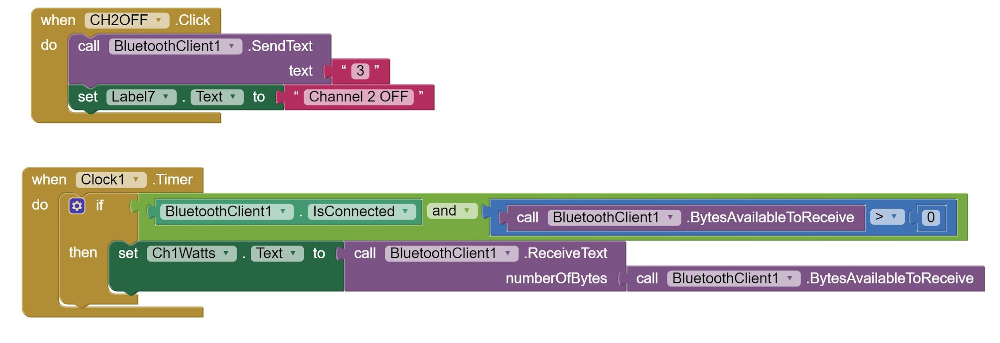 when CH2OFF .Click
do call BluetoothClient1 .SendText
text “ 3 ”
set Label7 . Text to “ Channel 2 OFF ”
when Clock1 .Timer
do if BluetoothClient1 . IsConnected and call BluetoothClient1 .BytesAvailableToReceive > 0
then set Ch1Watts . Text to call BluetoothClient1 .ReceiveText
numberOfBytes call BluetoothClient1 .BytesAvailableToReceive